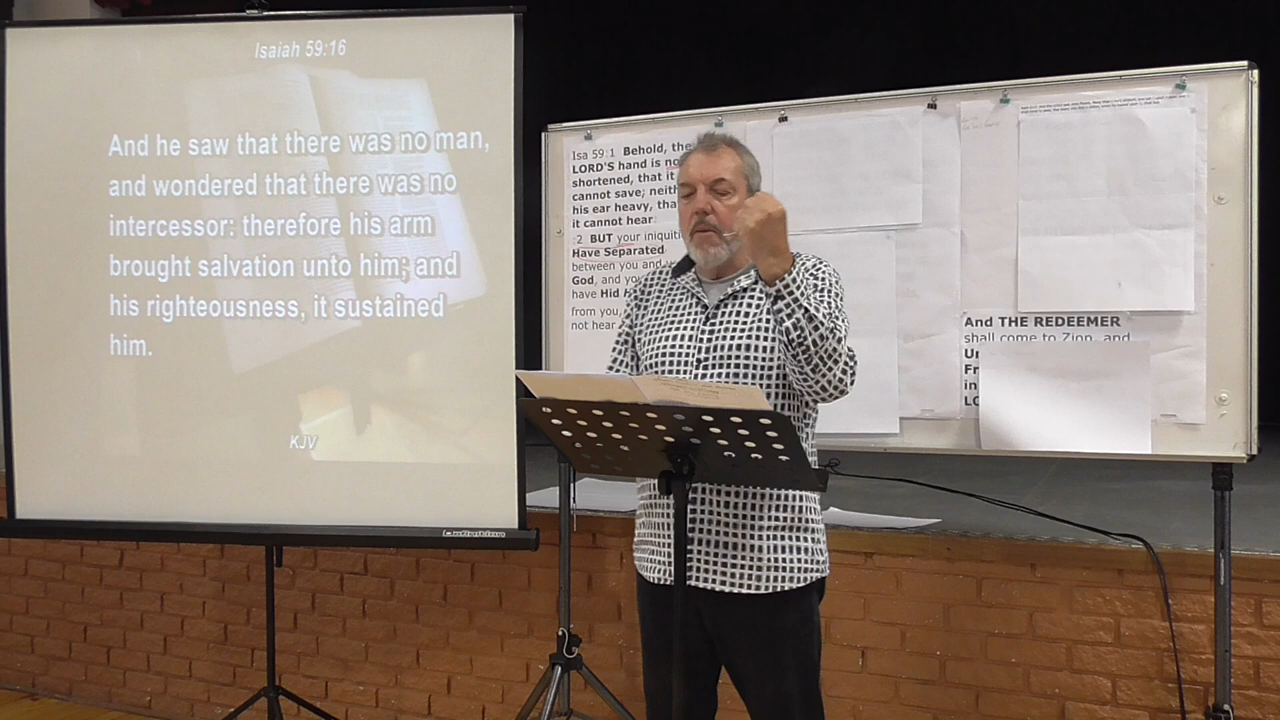 Isaiah 59:16
And he saw that there was no man,
and wondered that there was no
intercessor: therefore his arm
brought salvation unto him; and
his righteousness, it sustained
him.
KJV
Isa 59:1 Behold, the
LORD'S hand is no
shortened, that it
cannot save; neith
his ear heavy, tha
it cannot hear
:2 BUT your iniquiti
Have Separated
between you and
God, and you
have Hid
from you,
not hear
And THE REDEEMER
shall come to Zion, and
in